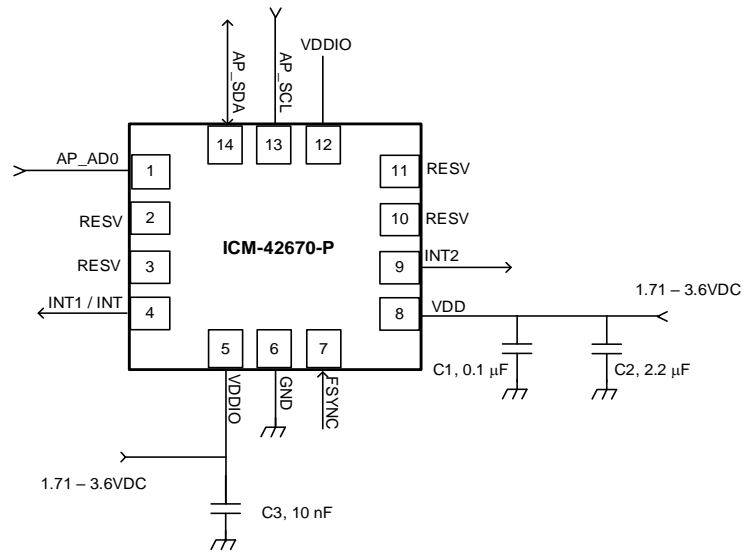 AP_SDA
AP_SCL
VDDIO
14
13
12
AP_AD0
1
11
RESV
RESV
2
10
RESV
ICM-42670-P
RESV
3
9
INT2
INT1 / INT
4
8
VDD
1.71 – 3.6VDC
5
6
7
C1, 0.1 µF
C2, 2.2 µF
VDDIO
GND
FSYNC
1.71 – 3.6VDC
C3, 10 nF